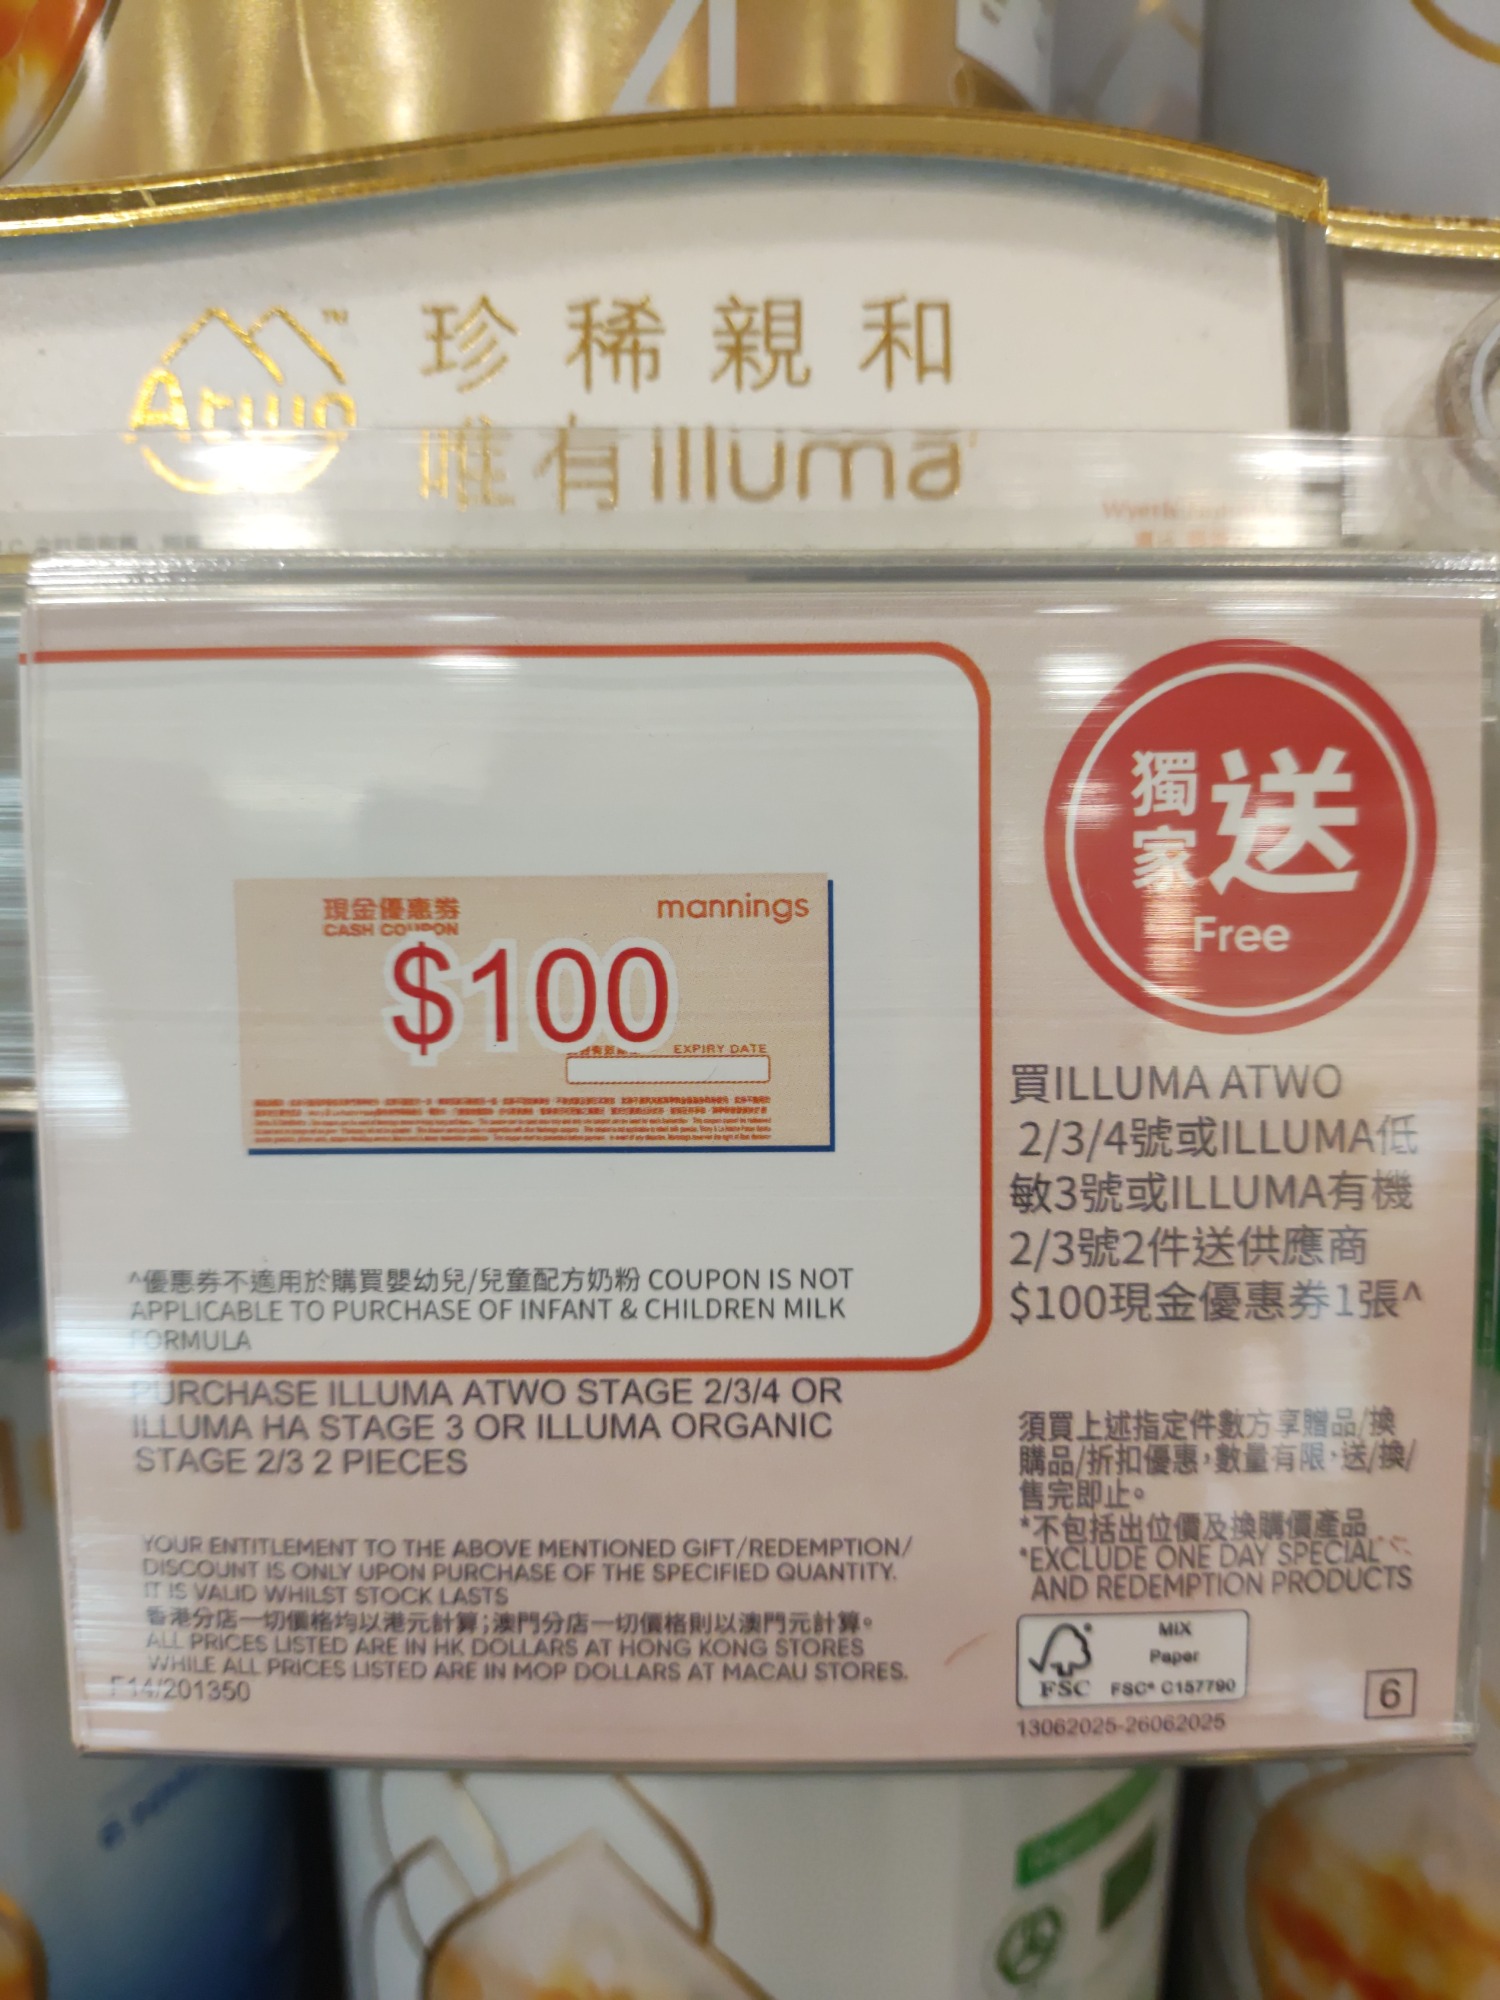 Atwo™
珍稀親和
唯有illuma
現金優惠券
CASH COUPON
mannings
$100
EXPIRY DATE
^優惠券不適用於購買嬰幼兒/兒童配方奶粉 COUPON IS NOT
APPLICABLE TO PURCHASE OF INFANT & CHILDREN MILK
FORMULA
PURCHASE ILLUMA ATWO STAGE 2/3/4 OR
ILLUMA HA STAGE 3 OR ILLUMA ORGANIC
STAGE 2/3 2 PIECES
YOUR ENTITLEMENT TO THE ABOVE MENTIONED GIFT/REDEMPTION/
DISCOUNT IS ONLY UPON PURCHASE OF THE SPECIFIED QUANTITY.
IT IS VALID WHILST STOCK LASTS
香港分店一切價格均以港元計算;澳門分店一切價格則以澳門元計算。
ALL PRICES LISTED ARE IN HK DOLLARS AT HONG KONG STORES
WHILE ALL PRICES LISTED ARE IN MOP DOLLARS AT MACAU STORES.
F14/201350
獨家送
Free
買ILLUMA ATWO
2/3/4號或ILLUMA低
敏3號或ILLUMA有機
2/3號2件送供應商
$100現金優惠券1張^
須買上述指定件數方享贈品/換
購品/折扣優惠,數量有限,送/換/
售完即止。
*不包括出位價及換購價產品
*EXCLUDE ONE DAY SPECIAL
AND REDEMPTION PRODUCTS
FSC
MIX
Paper
FSC® C157790
6
13062025-26062025